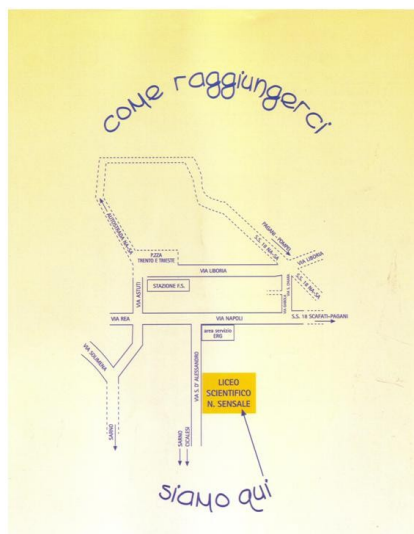 come raggiungerci
AUTOSTRADA NA-SA
P.ZZA
TRENTO E TRIESTE
PAGANI - POMPEI
S.S. 18 NA-SA
VIA LIBORIA
VIA LIBORIA
STAZIONE F.S.
S.S. 18 NA-SA
VIA ASTUTI
VIA REA
VIA NAPOLI
S.S. 18 SCAFATI-PAGANI
area servizio
ERG
VIA SOLIMENA
VIA S. D'ALESSANDRO
LICEO
SCIENTIFICO
N. SENSALE
SARNO
SARNO
CICALESI
siamo qui